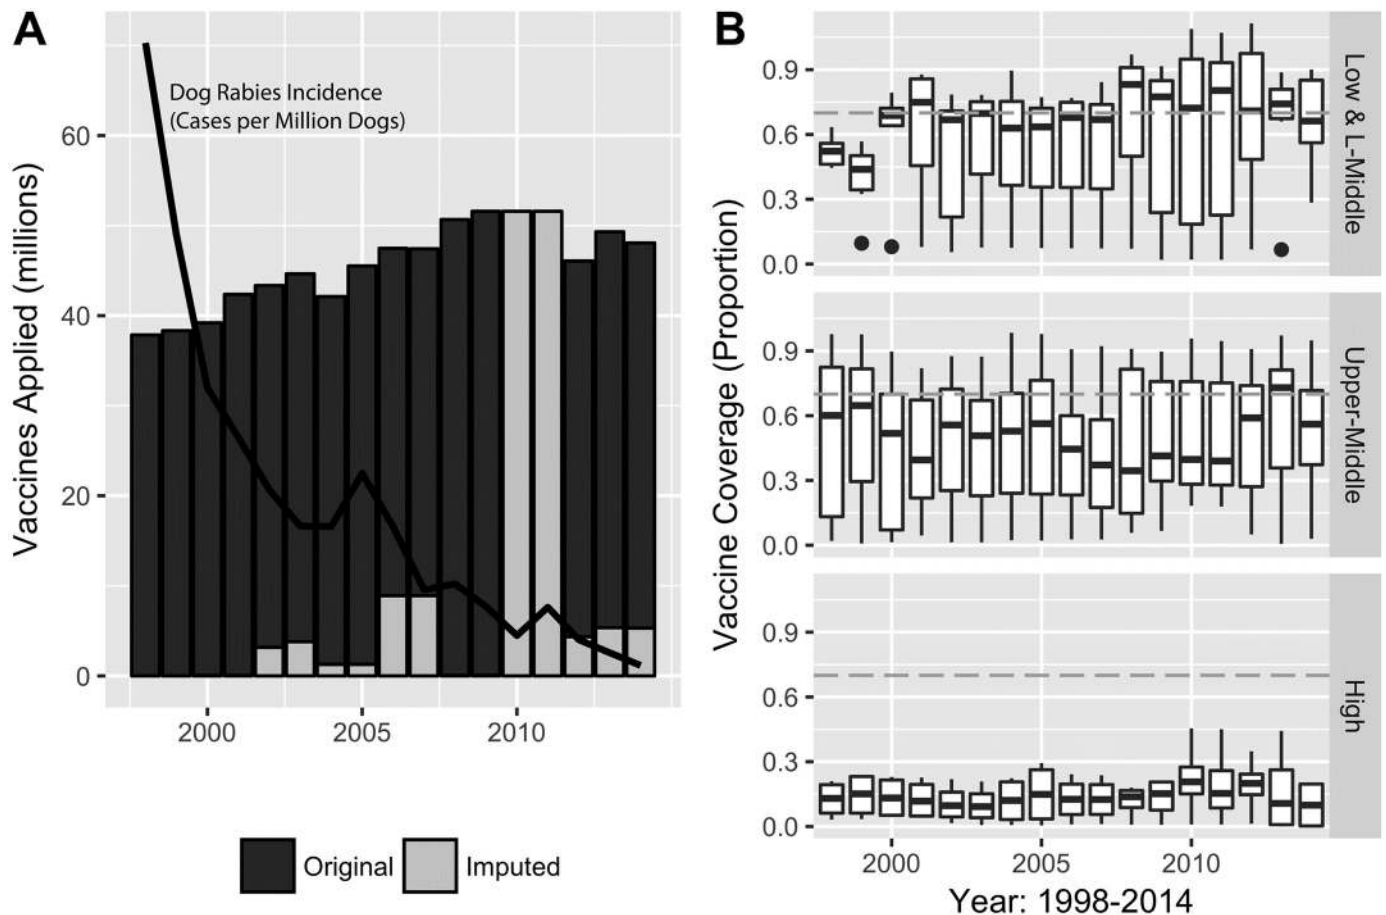 A
Dog Rabies Incidence
(Cases per Million Dogs)
Vaccines Applied (millions)
60
40
20
0
2000 2005 2010
Original Imputed
B
Vaccine Coverage (Proportion)
0.9
0.6
0.3
0.0
Low & L-Middle
0.9
0.6
0.3
0.0
Upper-Middle
0.9
0.6
0.3
0.0
High
2000 2005 2010
Year: 1998-2014